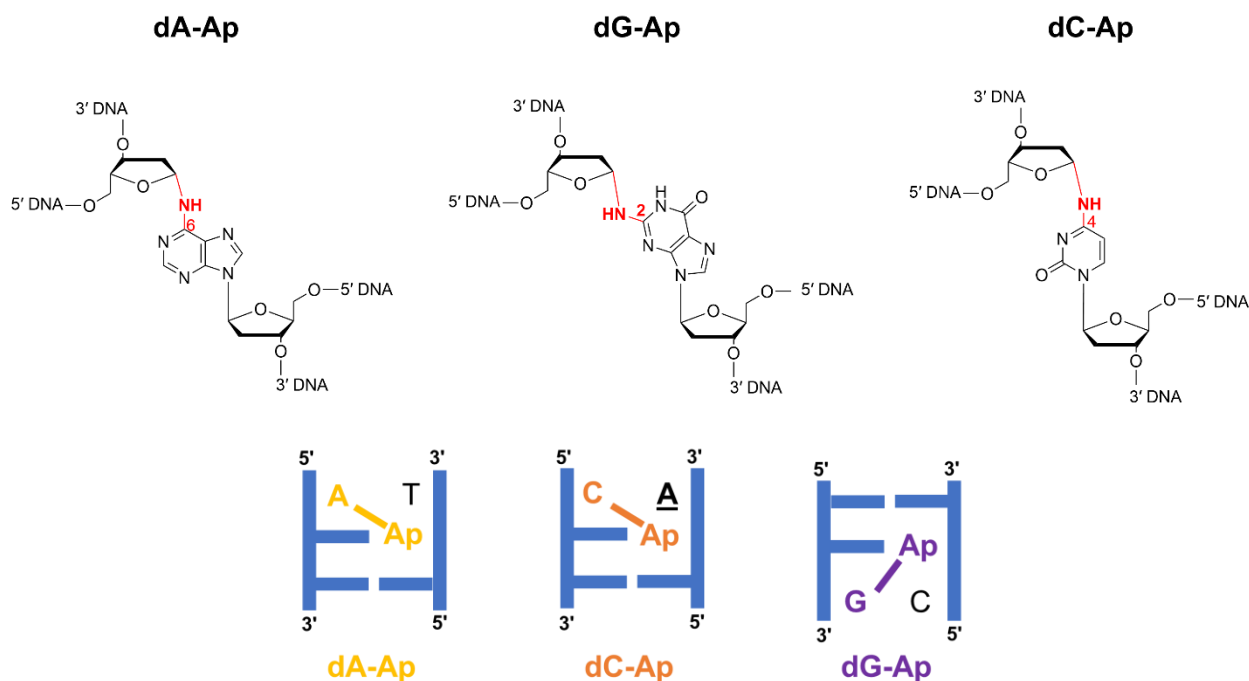 dA-Ap dG-Ap dC-Ap
3′ DNA
O
O
5′ DNA—O
NH
6
N
N
N
N
O
O—5′ DNA
O
3′ DNA
3′ DNA
O
O
5′ DNA—O
HN
2
H
N
O
N
N
N
O
O— 5′ DNA
O
3′ DNA
3′ DNA
O
O
5′ DNA—O
NH
4
N
O
N
O
O—5′ DNA
O
3′ DNA
5' 3'
A T
Ap
3' 5'
dA-Ap
5' 3'
C A
Ap
3' 5'
dC-Ap
5' 3'
Ap
G C
3' 5'
dG-Ap